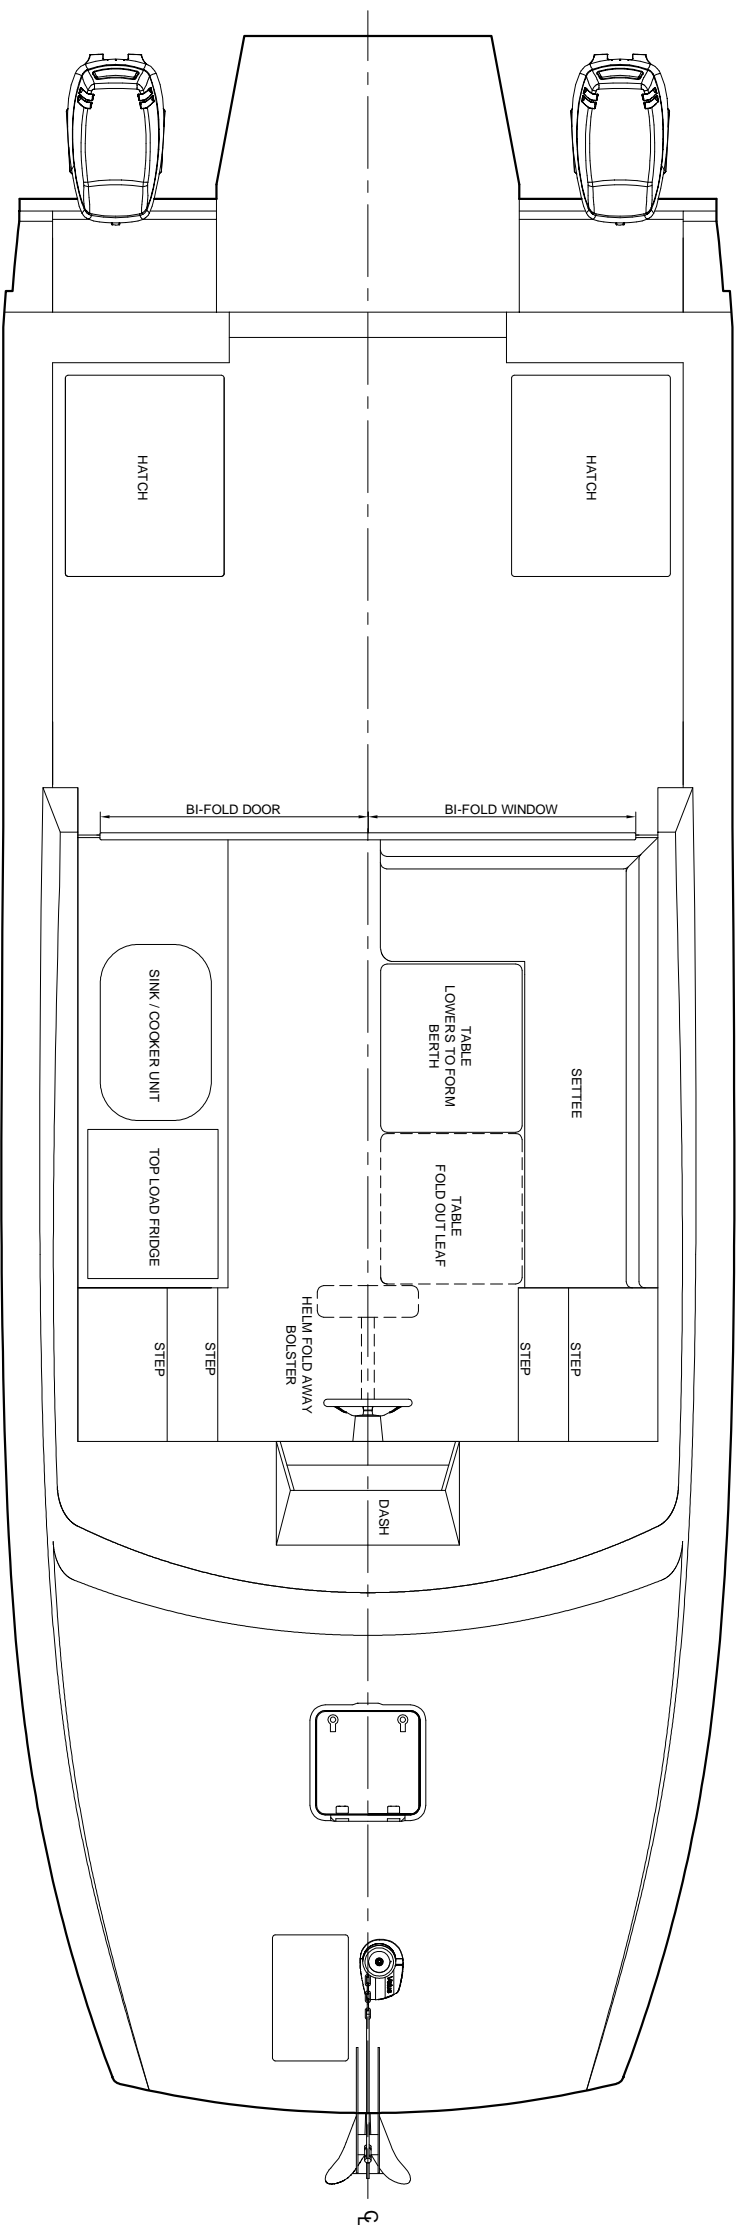 HATCH
HATCH
BI-FOLD DOOR
BI-FOLD WINDOW
SINK / COOKER UNIT
TABLE
LOWERS TO FORM
BERTH
SETTEE
TOP LOAD FRIDGE
TABLE
FOLD OUT LEAF
HELM FOLD AWAY
BOLSTER
STEP
STEP
STEP
STEP
DASH
CL